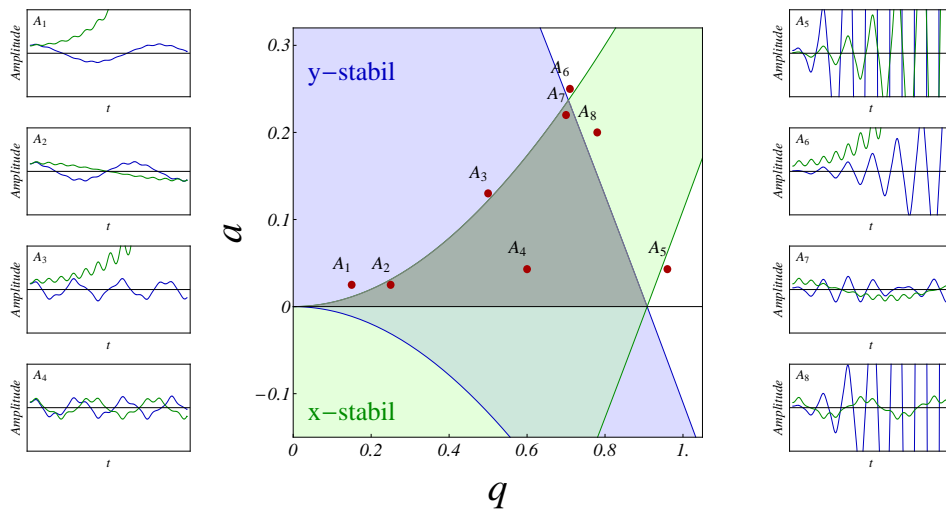 A1
Amplitude
t
A2
Amplitude
t
A3
Amplitude
t
A4
Amplitude
t
y-stabil
x-stabil
A1
A2
A3
A4
A5
A6
A7
A8
0.3
0.2
0.1
0
-0.1
a
0
0.2
0.4
0.6
0.8
1.
q
A5
Amplitude
t
A6
Amplitude
t
A7
Amplitude
t
A8
Amplitude
t